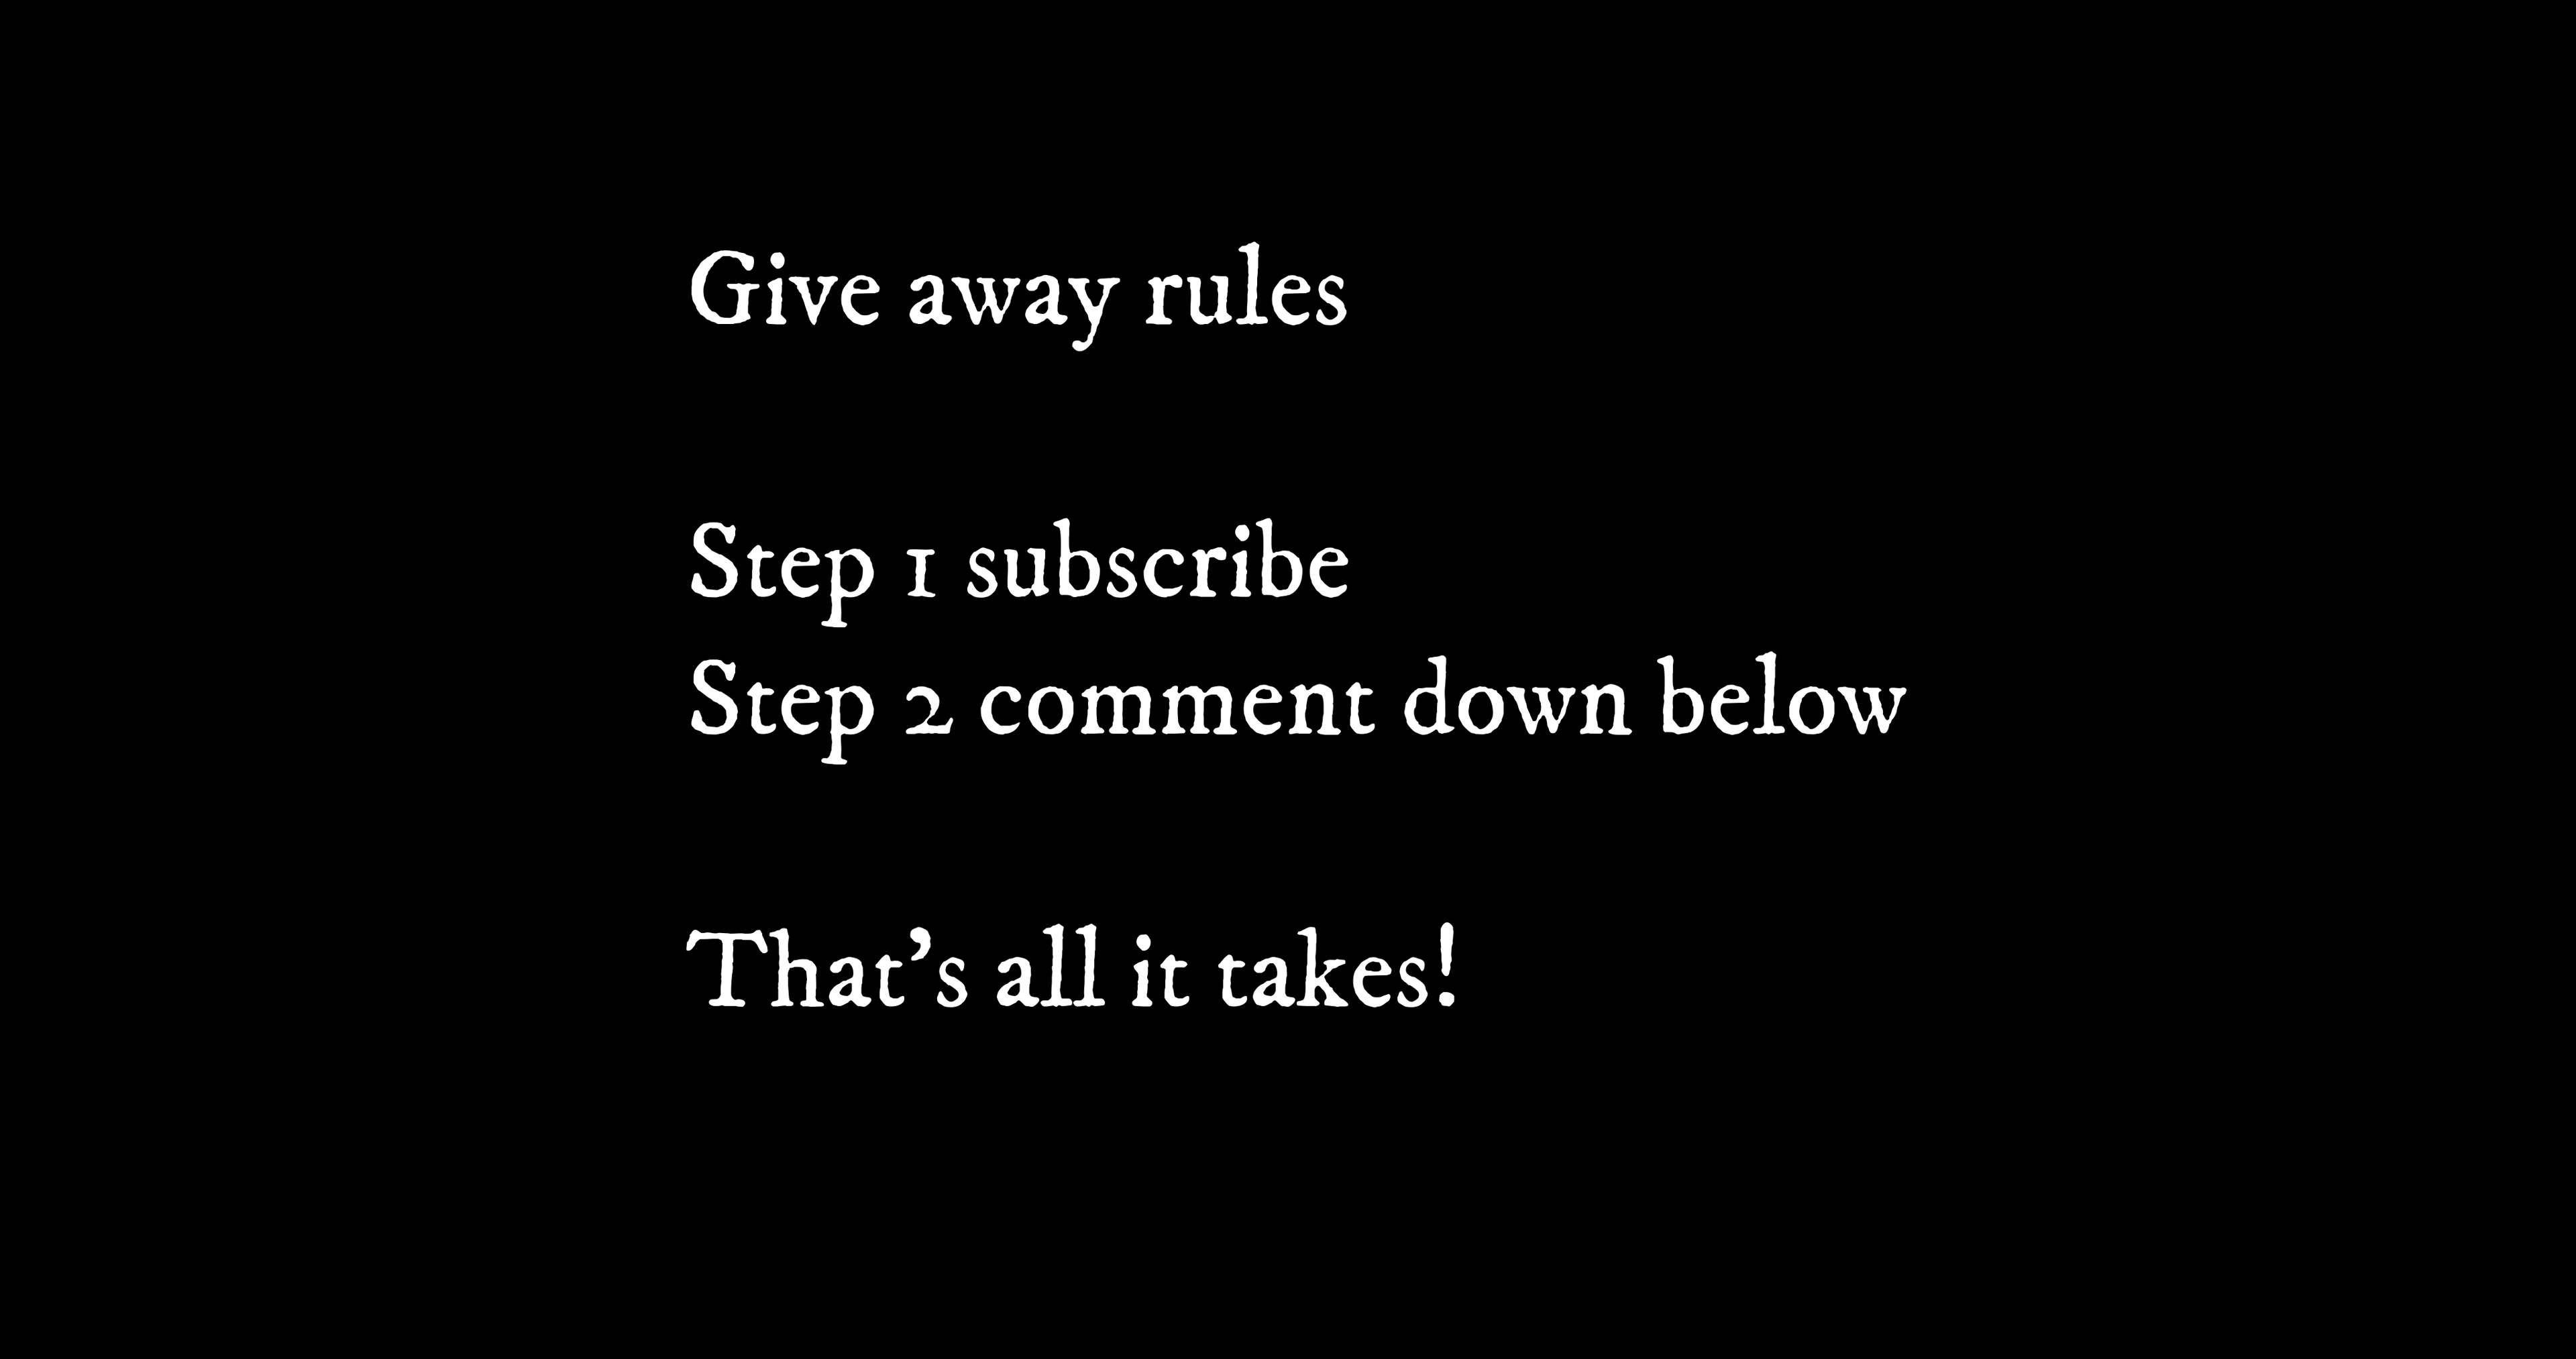 Give away rules
Step 1 subscribe
Step 2 comment down below
That's all it takes!